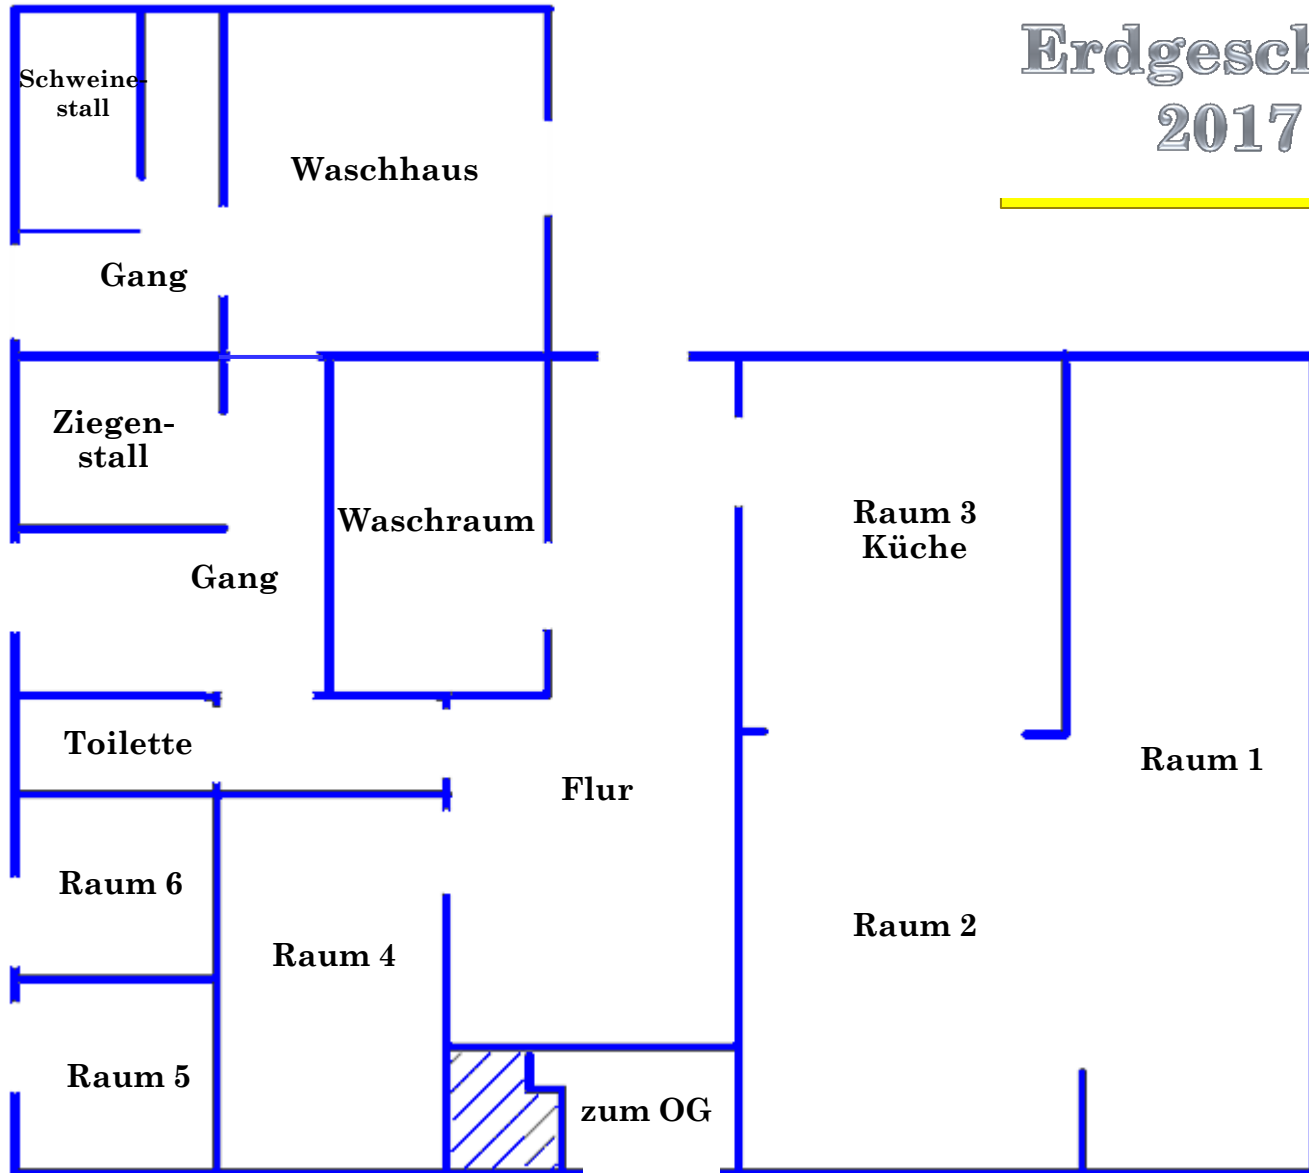 Erdgesch
2017
Schweine-
stall
Waschhaus
Gang
Ziegen-
stall
Waschraum
Raum 3
Küche
Gang
Toilette
Raum 1
Flur
Raum 6
Raum 4
Raum 2
Raum 5
zum OG